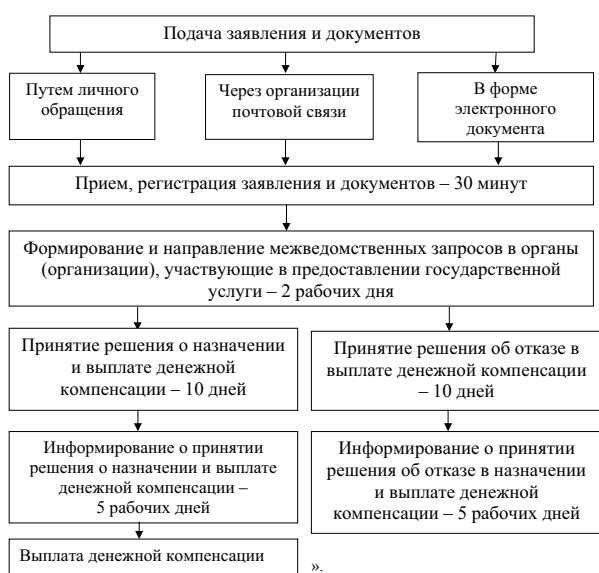 Подача заявления и документов
Путем личного
обращения
Через организации
почтовой связи
В форме
электронного
документа
Прием, регистрация заявления и документов – 30 минут
Формирование и направление межведомственных запросов в органы
(организации), участвующие в предоставлении государственной
услуги – 2 рабочих дня
Принятие решения о назначении
и выплате денежной
компенсации – 10 дней
Принятие решения об отказе в
выплате денежной компенсации
– 10 дней
Информирование о принятии
решения о назначении и выплате
денежной компенсации –
5 рабочих дней
Информирование о принятии
решения об отказе в назначении
и выплате денежной
компенсации – 5 рабочих дней
Выплата денежной компенсации
».